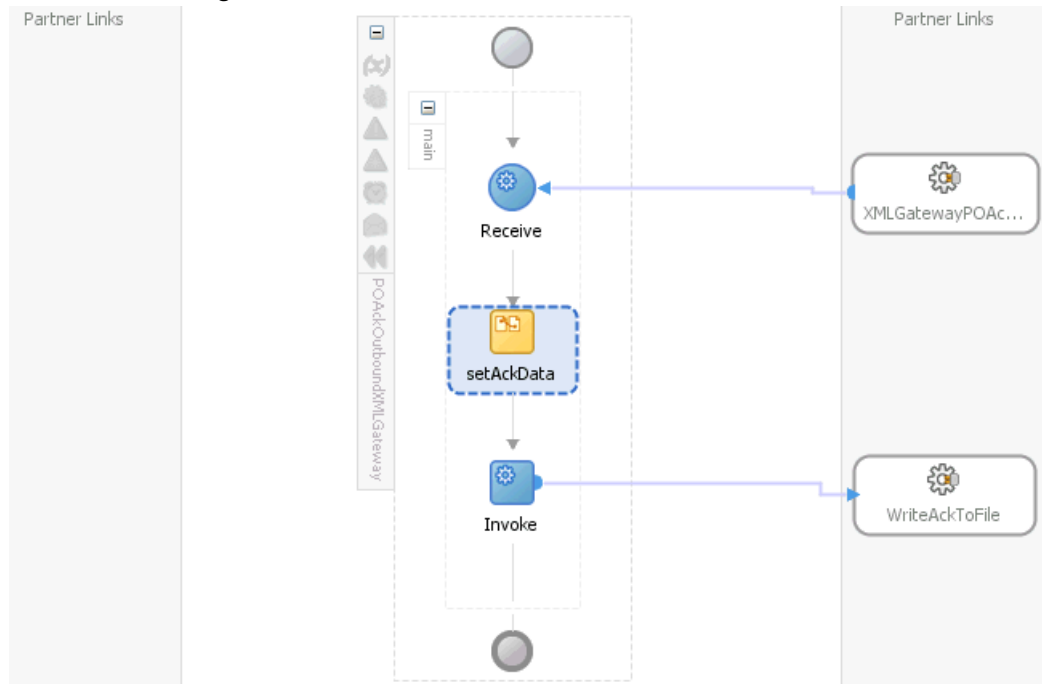 Partner Links
Partner Links
main
Receive
XMLGatewayPOAc...
POAckOutboundXMLGateway
setAckData
Invoke
WriteAckToFile